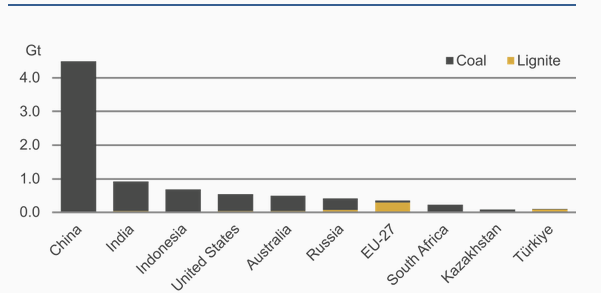 Gt
Coal Lignite
4.0
3.0
2.0
1.0
0.0
China
India
Indonesia
United States
Australia
Russia
EU-27
South Africa
Kazakhstan
Türkiye